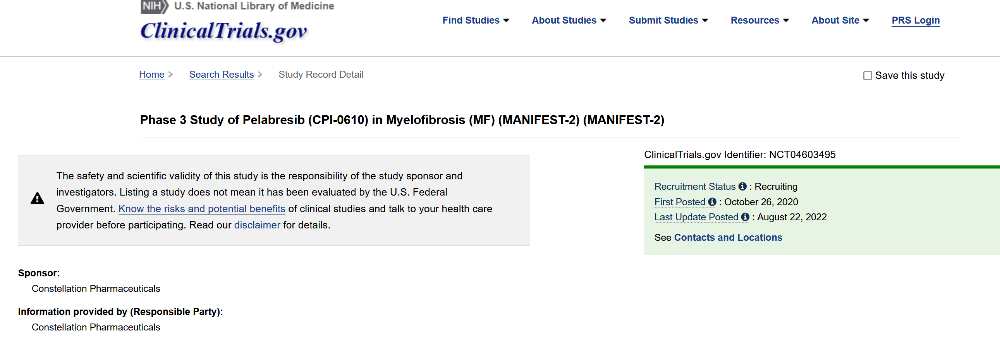 NIH U.S. National Library of Medicine
ClinicalTrials.gov
Find Studies About Studies Submit Studies Resources About Site PRS Login
Home > Search Results > Study Record Detail
Save this study
Phase 3 Study of Pelabresib (CPI-0610) in Myelofibrosis (MF) (MANIFEST-2) (MANIFEST-2)
The safety and scientific validity of this study is the responsibility of the study sponsor and
investigators. Listing a study does not mean it has been evaluated by the U.S. Federal
Government. Know the risks and potential benefits of clinical studies and talk to your health care
provider before participating. Read our disclaimer for details.
ClinicalTrials.gov Identifier: NCT04603495
Recruitment Status : Recruiting
First Posted : October 26, 2020
Last Update Posted : August 22, 2022
See Contacts and Locations
Sponsor:
Constellation Pharmaceuticals
Information provided by (Responsible Party):
Constellation Pharmaceuticals